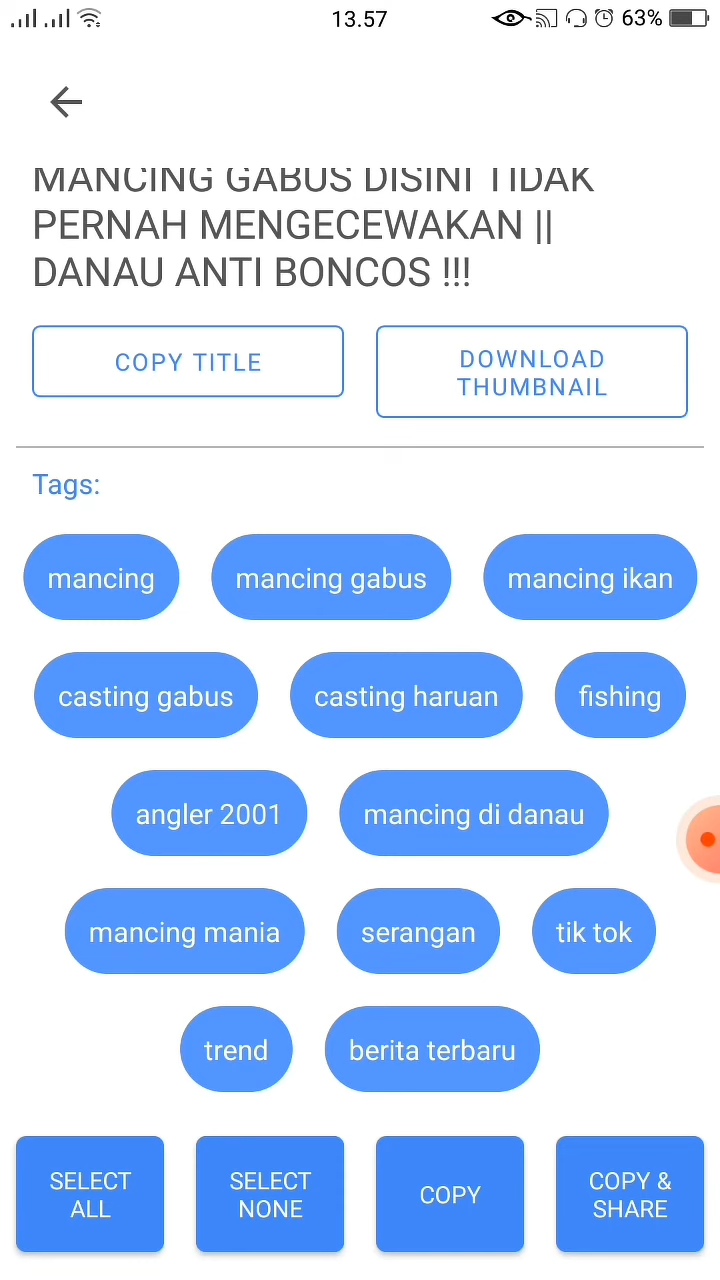 13.57
63%
MANCING GABUS DISINI TIDAK
PERNAH MENGECEWAKAN ||
DANAU ANTI BONCOS !!!
COPY TITLE
DOWNLOAD
THUMBNAIL
Tags:
mancing
mancing gabus
mancing ikan
casting gabus
casting haruan
fishing
angler 2001
mancing di danau
mancing mania
serangan
tik tok
trend
berita terbaru
SELECT
ALL
SELECT
NONE
COPY
COPY &
SHARE